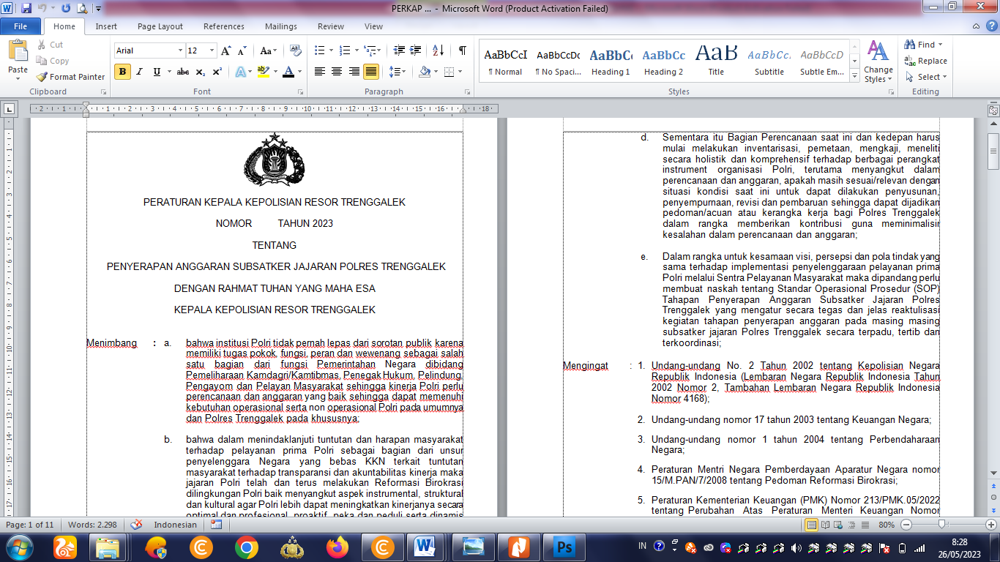 PERKAP ... - Microsoft Word (Product Activation Failed)
File Home Insert Page Layout References Mailings Review View
Paste
Cut
Copy
Format Painter
Clipboard
Arial 12
Font
Paragraph
AaBbCcI AaBbCcDc AaBbCc AaBbCc AaB AaBbCc. AaBbCcD
¶ Normal ¶ No Spaci... Heading 1 Heading 2 Title Subtitle Subtle Em...
Change Styles
Styles
Find
Replace
Select
Editing
PERATURAN KEPALA KEPOLISIAN RESOR TRENGGALEK
NOMOR TAHUN 2023
TENTANG
PENYERAPAN ANGGARAN SUBSATKER JAJARAN POLRES TRENGGALEK
DENGAN RAHMAT TUHAN YANG MAHA ESA
KEPALA KEPOLISIAN RESOR TRENGGALEK
Menimbang : a. bahwa institusi Polri tidak pernah lepas dari sorotan publik karena
memiliki tugas pokok, fungsi, peran dan wewenang sebagai salah
satu bagian dari fungsi Pemerintahan Negara dibidang
Pemeliharaan Kamdagri/Kamtibmas, Penegak Hukum, Pelindung,
Pengayom dan Pelayan Masyarakat sehingga kinerja Polri perlu
perencanaan dan anggaran yang baik sehingga dapat memenuhi
kebutuhan operasional serta non operasional Polri pada umumnya
dan Polres Trenggalek pada khususnya;
b. bahwa dalam menindaklanjuti tuntutan dan harapan masyarakat
terhadap pelayanan prima Polri sebagai bagian dari unsur
penyelenggara Negara yang bebas KKN terkait tuntutan
masyarakat terhadap transparansi dan akuntabilitas kinerja maka
jajaran Polri telah dan terus melakukan Reformasi Birokrasi
dilingkungan Polri baik menyangkut aspek instrumental, struktural
dan kultural agar Polri lebih dapat meningkatkan kinerjanya secara
optimal dan profesional, proaktif, peka dan peduli serta dinamis
d. Sementara itu Bagian Perencanaan saat ini dan kedepan harus
mulai melakukan inventarisasi, pemetaan, mengkaji, meneliti
secara holistik dan komprehensif terhadap berbagai perangkat
instrument organisasi Polri, terutama menyangkut dalam
perencanaan dan anggaran, apakah masih sesuai/relevan dengan
situasi kondisi saat ini untuk dapat dilakukan penyusunan,
penyempurnaan, revisi dan pembaruan sehingga dapat dijadikan
pedoman/acuan atau kerangka kerja bagi Polres Trenggalek
dalam rangka memberikan kontribusi guna meminimalisir
kesalahan dalam perencanaan dan anggaran;
e. Dalam rangka untuk kesamaan visi, persepsi dan pola tindak yang
sama terhadap implementasi penyelenggaraan pelayanan prima
Polri melalui Sentra Pelayanan Masyarakat maka dipandang perlu
membuat naskah tentang Standar Operasional Prosedur (SOP)
Tahapan Penyerapan Anggaran Subsatker Jajaran Polres
Trenggalek yang mengatur secara tegas dan jelas reaktulisasi
kegiatan tahapan penyerapan anggaran pada masing masing
subsatker jajaran Polres Trenggalek secara terpadu, tertib dan
terkoordinasi;
Mengingat : 1. Undang-undang No. 2 Tahun 2002 tentang Kepolisian Negara
Republik Indonesia (Lembaran Negara Republik Indonesia Tahun
2002 Nomor 2, Tambahan Lembaran Negara Republik Indonesia
Nomor 4168);
2. Undang-undang nomor 17 tahun 2003 tentang Keuangan Negara;
3. Undang-undang nomor 1 tahun 2004 tentang Perbendaharaan
Negara;
4. Peraturan Mentri Negara Pemberdayaan Aparatur Negara nomor
15/M.PAN/7/2008 tentang Pedoman Reformasi Birokrasi;
5. Peraturan Kementerian Keuangan (PMK) Nomor 213/PMK.05/2022
tentang Perubahan Atas Peraturan Menteri Keuangan Nomor
Page: 1 of 11 Words: 2.298 Indonesian 80%
IN 8:28
26/05/2023